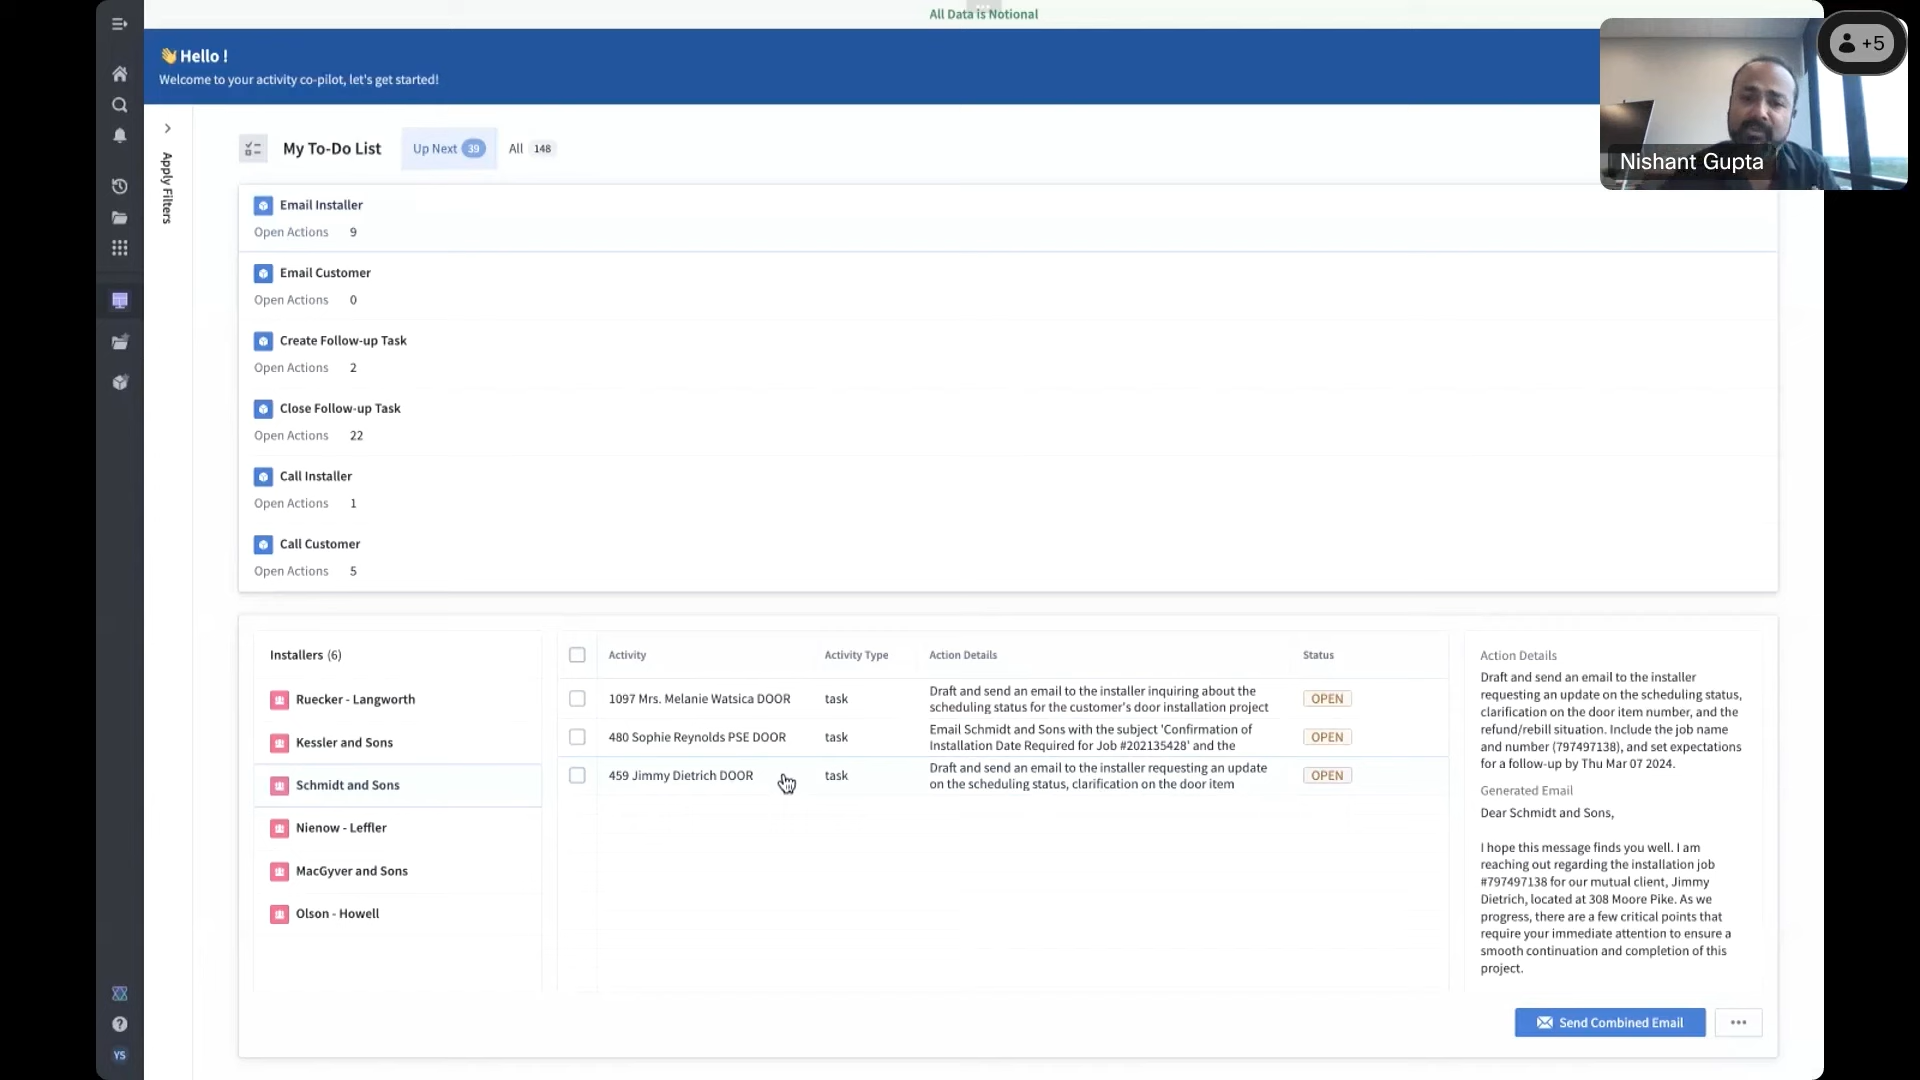 All Data is Notional
👋 Hello !
Welcome to your activity co-pilot, let's get started!
+5
Nishant Gupta
Apply Filters
My To-Do List
Up Next 39
All 148
Email Installer
Open Actions 9
Email Customer
Open Actions 0
Create Follow-up Task
Open Actions 2
Close Follow-up Task
Open Actions 22
Call Installer
Open Actions 1
Call Customer
Open Actions 5
Installers (6)
Ruecker - Langworth
Kessler and Sons
Schmidt and Sons
Nienow - Leffler
MacGyver and Sons
Olson - Howell
Activity Activity Type Action Details Status
1097 Mrs. Melanie Watsica DOOR task Draft and send an email to the installer inquiring about the OPEN
scheduling status for the customer's door installation project
480 Sophie Reynolds PSE DOOR task Email Schmidt and Sons with the subject 'Confirmation of OPEN
Installation Date Required for Job #202135428' and the
459 Jimmy Dietrich DOOR task Draft and send an email to the installer requesting an update OPEN
on the scheduling status, clarification on the door item
Action Details
Draft and send an email to the installer
requesting an update on the scheduling status,
clarification on the door item number, and the
refund/rebill situation. Include the job name
and number (797497138), and set expectations
for a follow-up by Thu Mar 07 2024.
Generated Email
Dear Schmidt and Sons,
I hope this message finds you well. I am
reaching out regarding the installation job
#797497138 for our mutual client, Jimmy
Dietrich, located at 308 Moore Pike. As we
progress, there are a few critical points that
require your immediate attention to ensure a
smooth continuation and completion of this
project.
Send Combined Email
YS